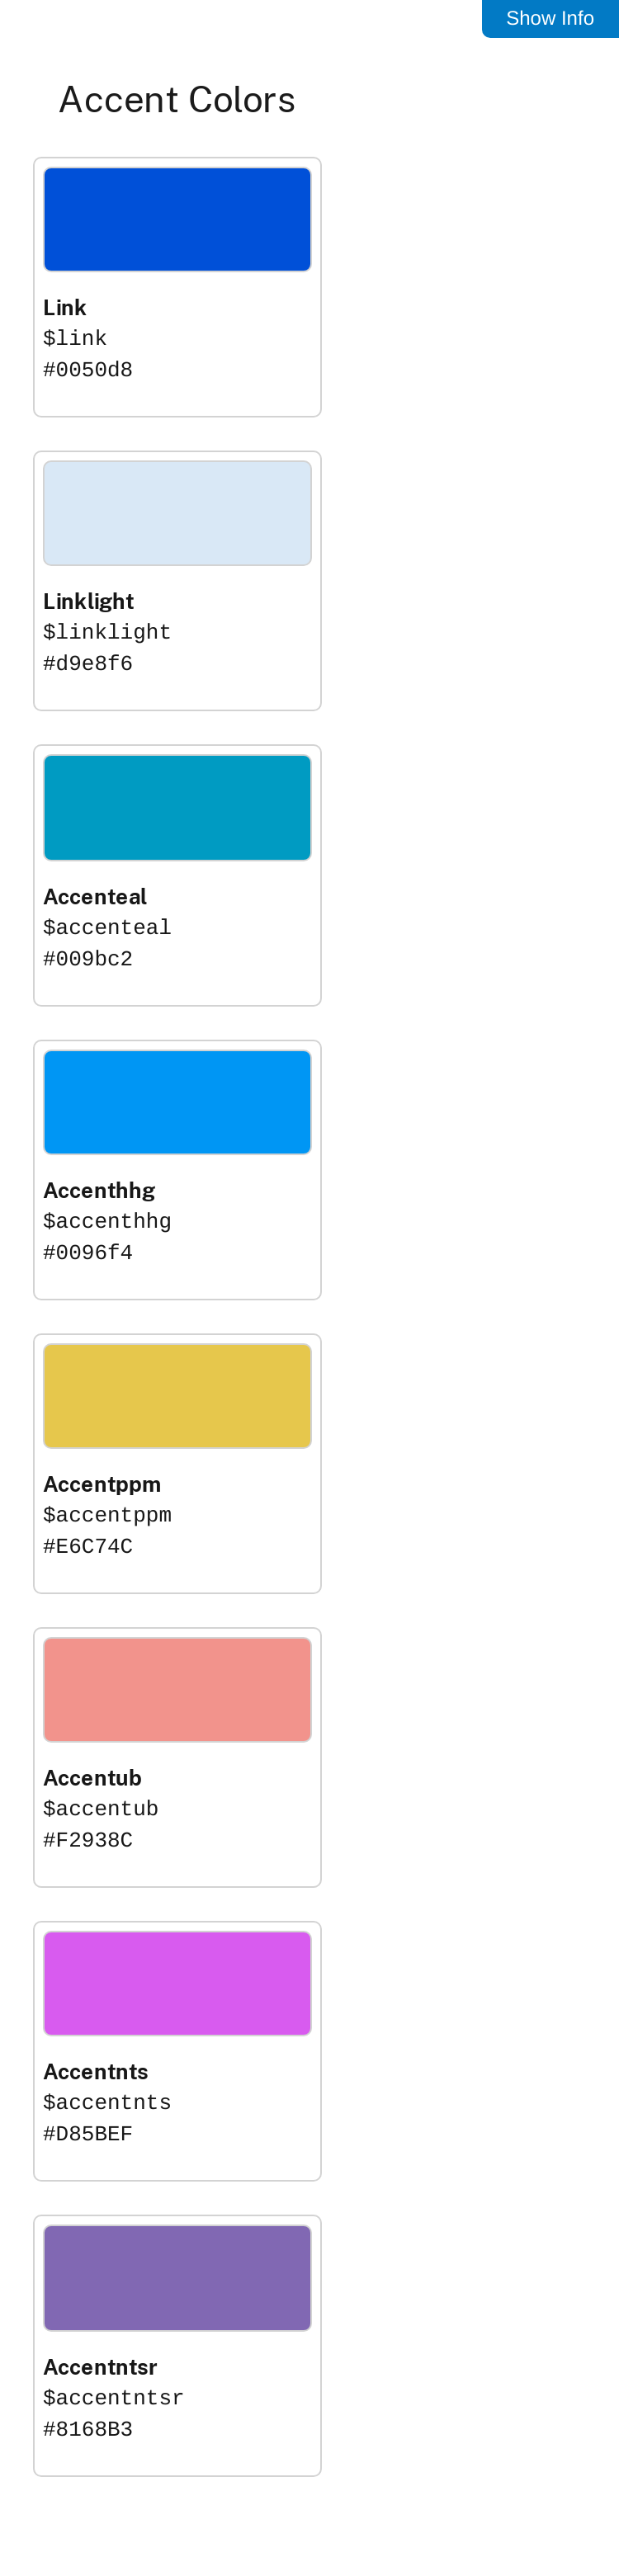 Show Info
Accent Colors
Link
$link
#0050d8
Linklight
$linklight
#d9e8f6
Accenteal
$accenteal
#009bc2
Accenthhg
$accenthhg
#0096f4
Accentppm
$accentppm
#E6C74C
Accentub
$accentub
#F2938C
Accentnts
$accentnts
#D85BEF
Accentntsr
$accentntsr
#8168B3